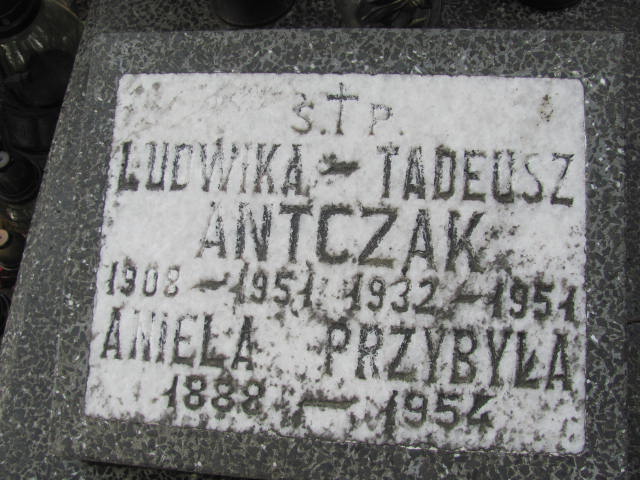 Ś.†P.
LUDWIKA - TADEUSZ
ANTCZAK
1908 - 1951 1932 - 1951
ANIELA PRZYBYŁA
1888 - 1954